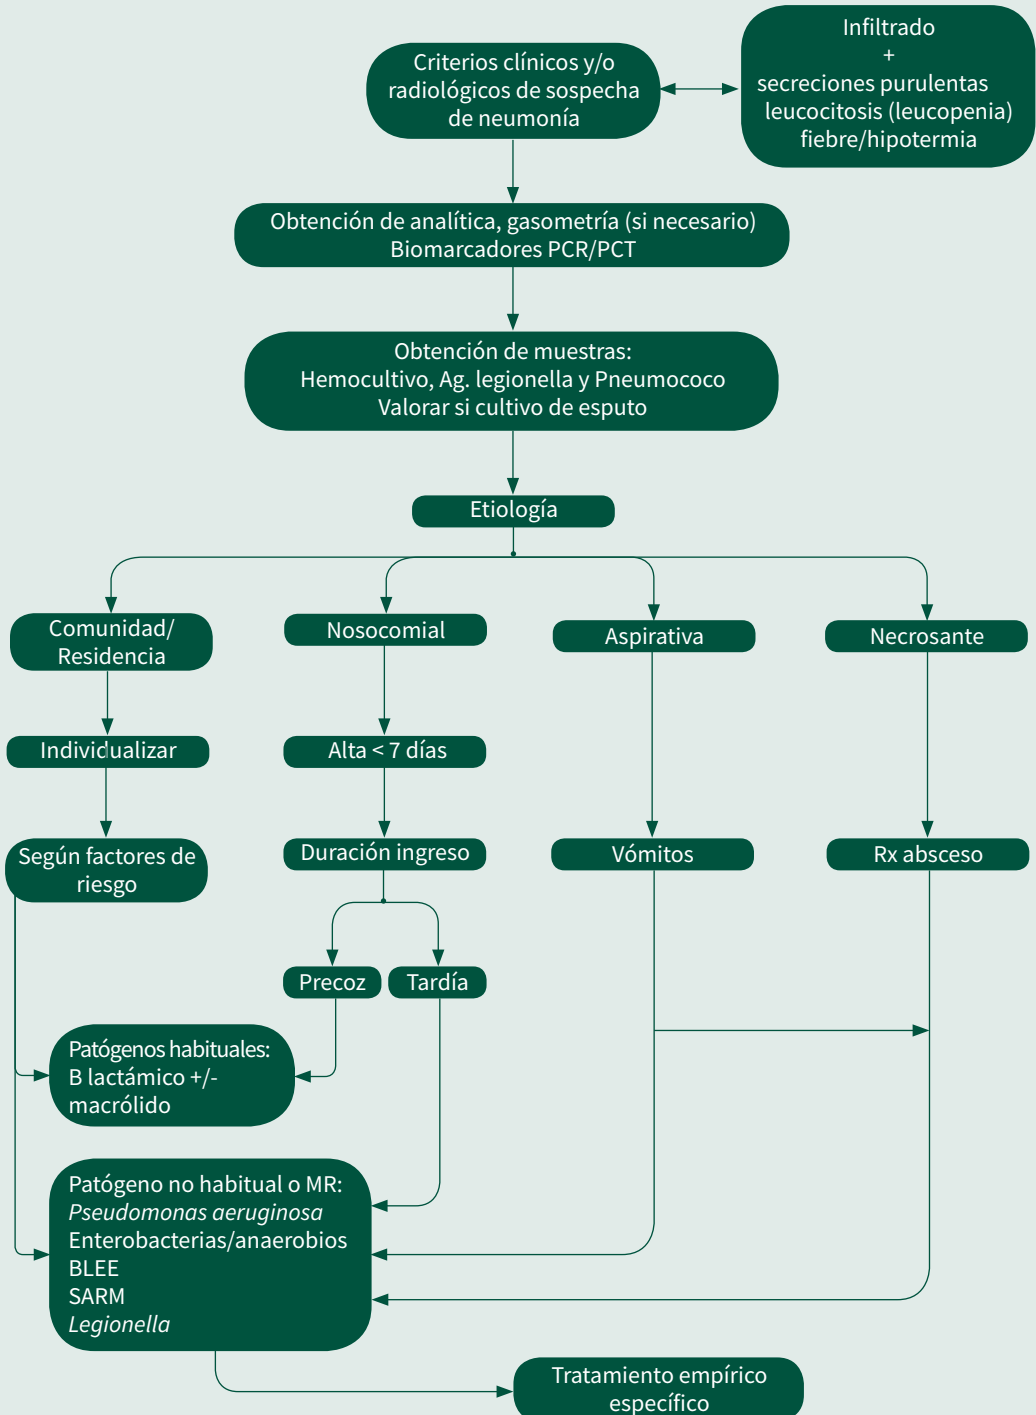 Criterios clínicos y/o
radiológicos de sospecha
de neumonía
Infiltrado
+
secreciones purulentas
leucocitosis (leucopenia)
fiebre/hipotermia
Obtención de analítica, gasometría (si necesario)
Biomarcadores PCR/PCT
Obtención de muestras:
Hemocultivo, Ag. legionella y Pneumococo
Valorar si cultivo de esputo
Etiología
Comunidad/
Residencia
Nosocomial
Aspirativa
Necrosante
Individualizar
Alta < 7 días
Según factores de
riesgo
Duración ingreso
Vómitos
Rx absceso
Precoz
Tardía
Patógenos habituales:
B lactámico +/-
macrólido
Patógeno no habitual o MR:
Pseudomonas aeruginosa
Enterobacterias/anaerobios
BLEE
SARM
Legionella
Tratamiento empírico
específico